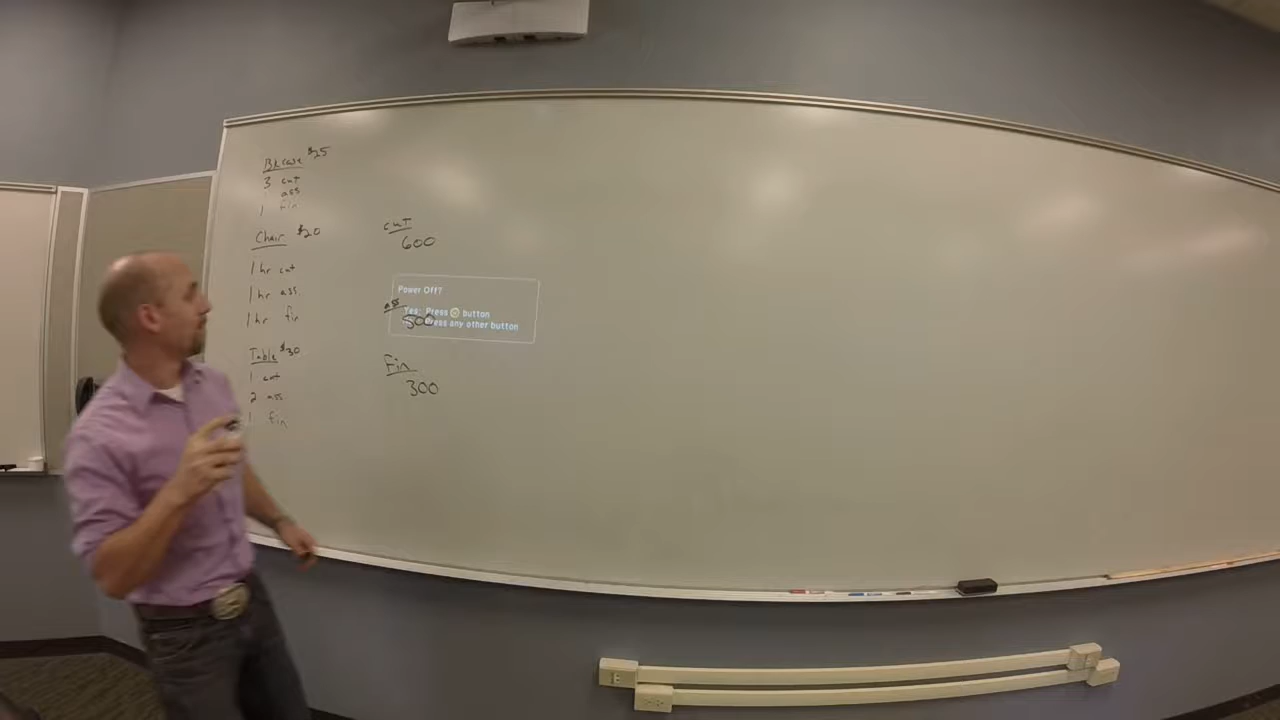 Bkcase $25
3 cut
ass
1 fin
Chair $20
1 hr cut
1 hr ass.
1 hr fin
Table $30
1 cut
2 ass.
1 fin
cut
600
ass
500
Fin
300
Power Off?
Yes: Press button
Press any other button